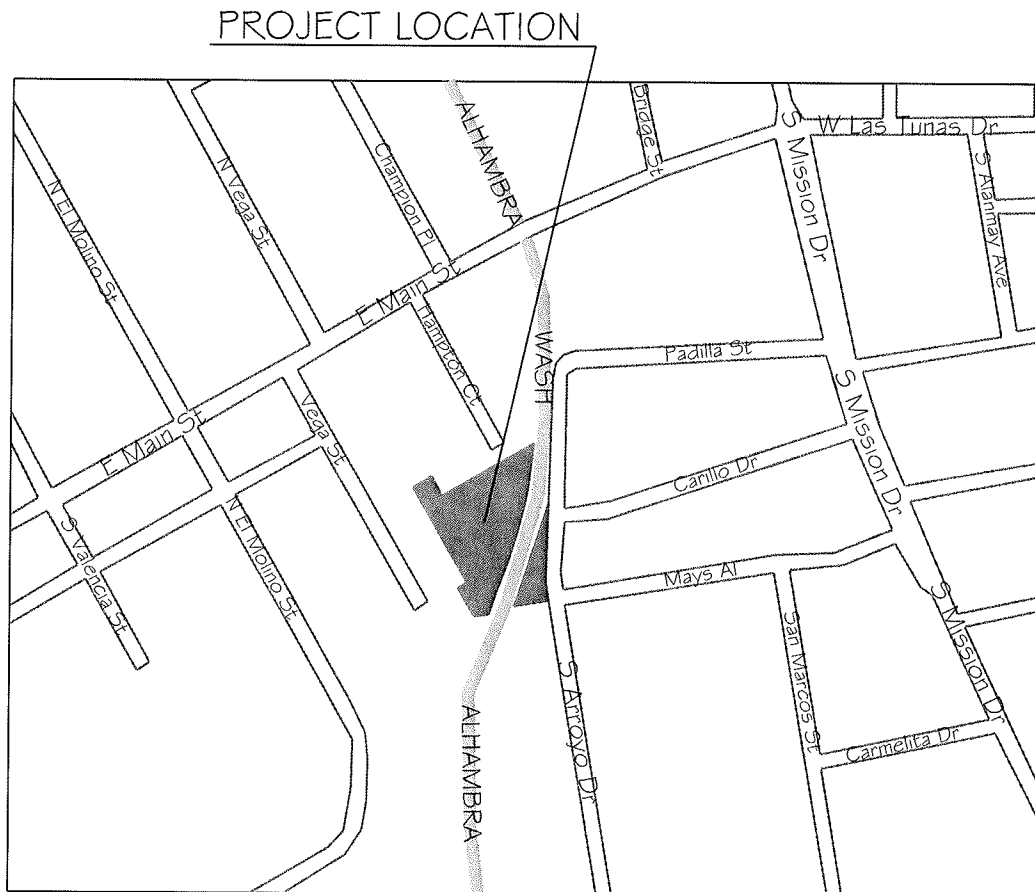 PROJECT LOCATION
ALHAMBRA
Bridge St
S Mission Dr
W Las Tunas Dr
Champion Pl
N Vega St
N El Molino St
S Alanmay Ave
E Main St
Hampton Ct
WASH
Padilla St
Vega St
S Mission Dr
E Main St
Carillo Dr
N El Molino St
S Valencia St
Mays Al
S Mission Dr
San Marcos St
S Arroyo Dr
ALHAMBRA
Carmelita Dr